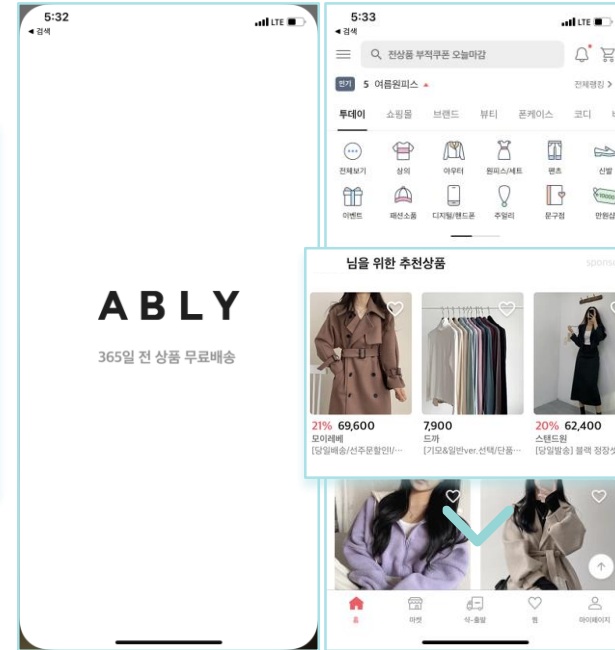 5:32
LTE
◀ 검색
ABLY
365일 전 상품 무료배송
5:33
LTE
◀ 검색
전상품 부적쿠폰 오늘마감
인기 5 여름원피스
전체랭킹 >
투데이 쇼핑몰 브랜드 뷰티 폰케이스 코디
전체보기 상의 아우터 원피스/세트 팬츠 신발
이벤트 패션소품 디지털/핸드폰 주얼리 문구점 만원샵
님을 위한 추천상품
21% 69,600
모이레베
[당일배송/선주문할인!/…
7,900
드까
[기모&일반ver.선택/단품…
20% 62,400
스탠드원
[당일발송] 블랙 정장
홈 마켓 찜 마이페이지